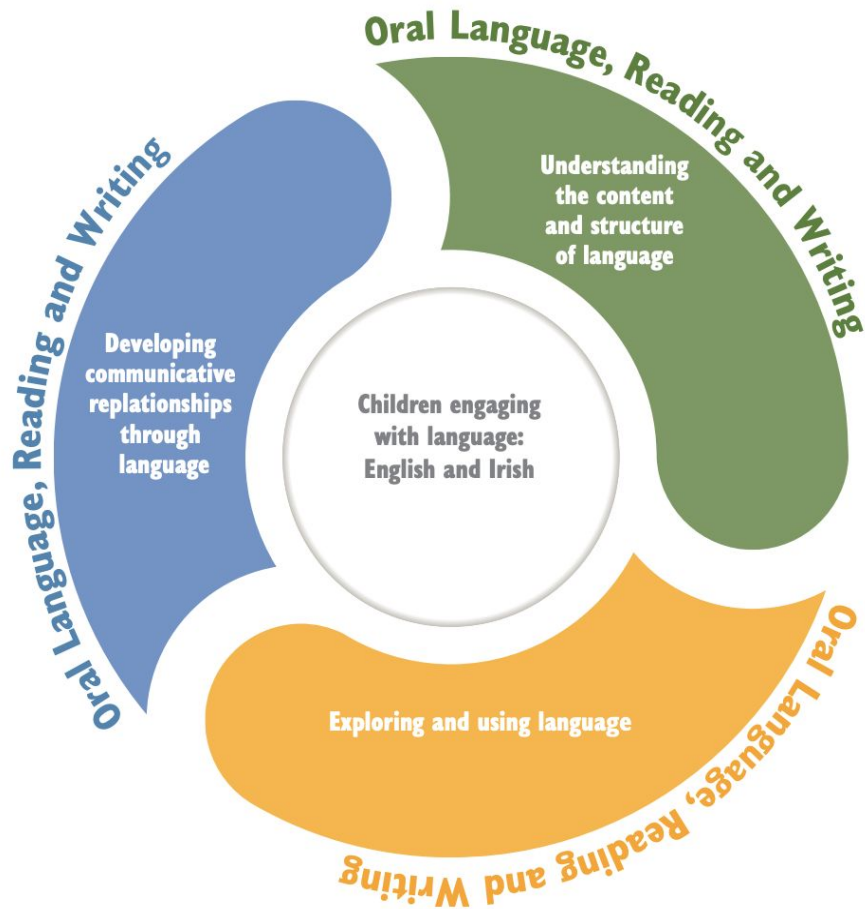 Oral Language, Reading and Writing
Understanding
the content
and structure
of language
Oral Language, Reading and Writing
Developing
communicative
replationships
through
language
Children engaging
with language:
English and Irish
Exploring and using language
Oral Language, Reading and Writing